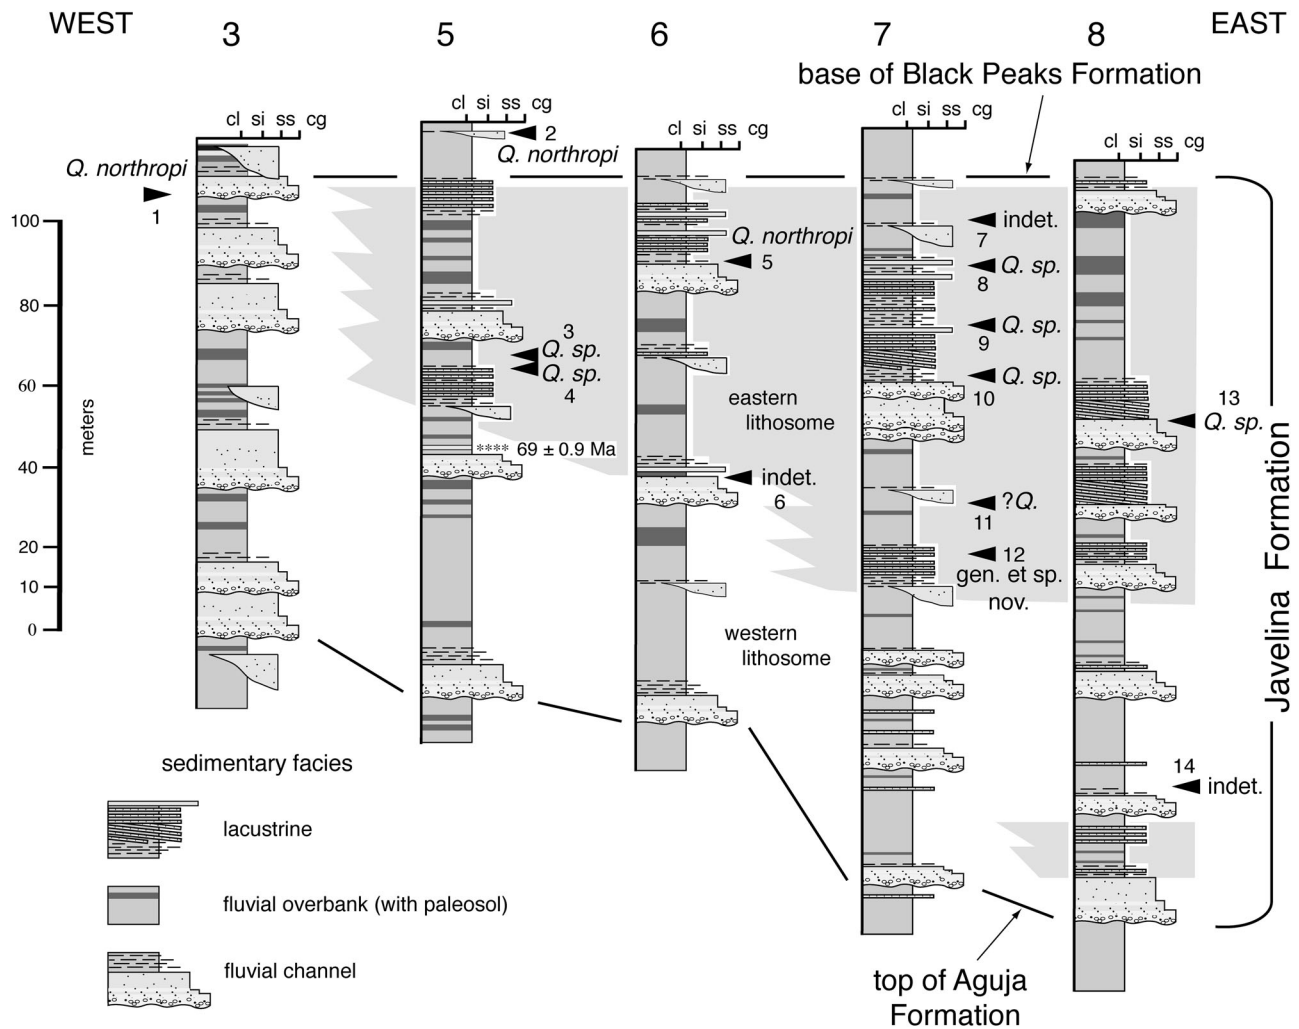 WEST
3
5
6
7
8
EAST
base of Black Peaks Formation
cl si ss cg
cl si ss cg
cl si ss cg
cl si ss cg
cl si ss cg
Q. northropi
1
2
Q. northropi
100
80
60
40
20
10
0
meters
3
Q. sp.
Q. sp.
4
**** 69 ± 0.9 Ma
Q. northropi
5
eastern
lithosome
indet.
6
western
lithosome
indet.
7
Q. sp.
8
Q. sp.
9
Q. sp.
10
?Q.
11
12
gen. et sp.
nov.
13
Q. sp.
14
indet.
Javelina Formation
sedimentary facies
lacustrine
fluvial overbank (with paleosol)
fluvial channel
top of Aguja
Formation